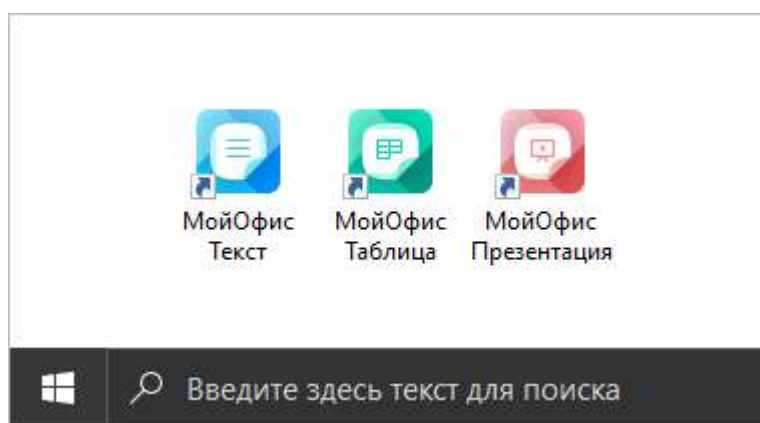 МойОфис
Текст
МойОфис
Таблица
МойОфис
Презентация
Введите здесь текст для поиска